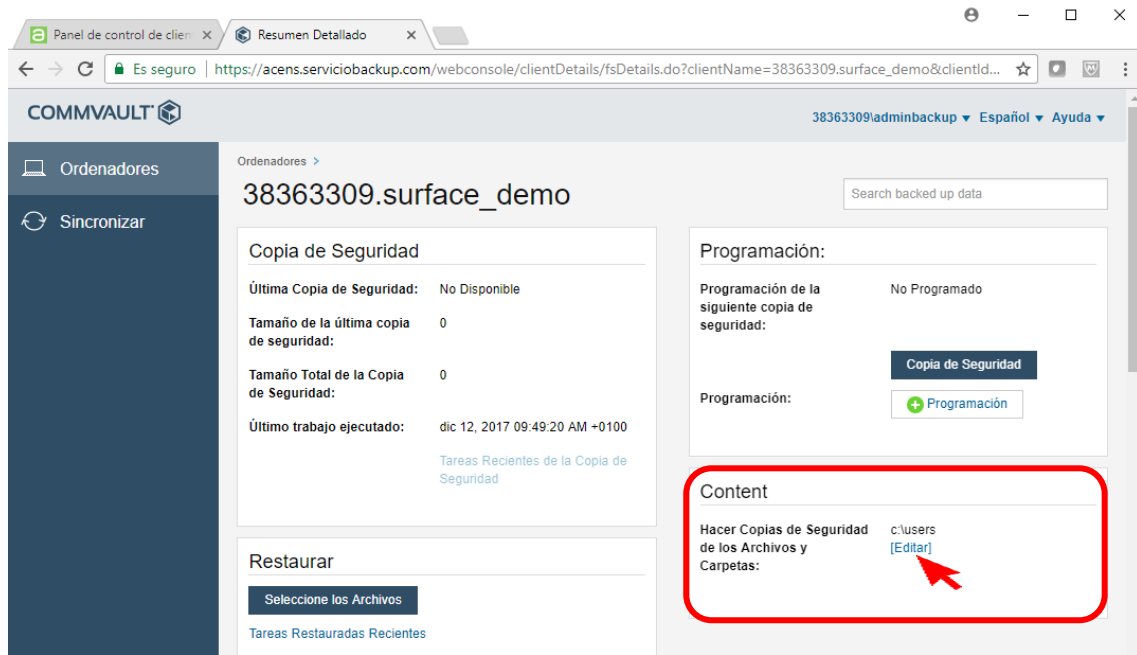 Panel de control de clien
Resumen Detallado
Es seguro
https://acens.serviciobackup.com/webconsole/clientDetails/fsDetails.do?clientName=38363309.surface_demo&clientId...
COMMVAULT
38363309\adminbackup
Español
Ayuda
Ordenadores
Sincronizar
Ordenadores >
38363309.surface_demo
Search backed up data
Copia de Seguridad
Última Copia de Seguridad: No Disponible
Tamaño de la última copia 0
de seguridad:
Tamaño Total de la Copia 0
de Seguridad:
Último trabajo ejecutado: dic 12, 2017 09:49:20 AM +0100
Tareas Recientes de la Copia de
Seguridad
Restaurar
Seleccione los Archivos
Tareas Restauradas Recientes
Programación:
Programación de la No Programado
siguiente copia de
seguridad:
Copia de Seguridad
Programación: Programación
Content
Hacer Copias de Seguridad c:\users
de los Archivos y [Editar]
Carpetas: